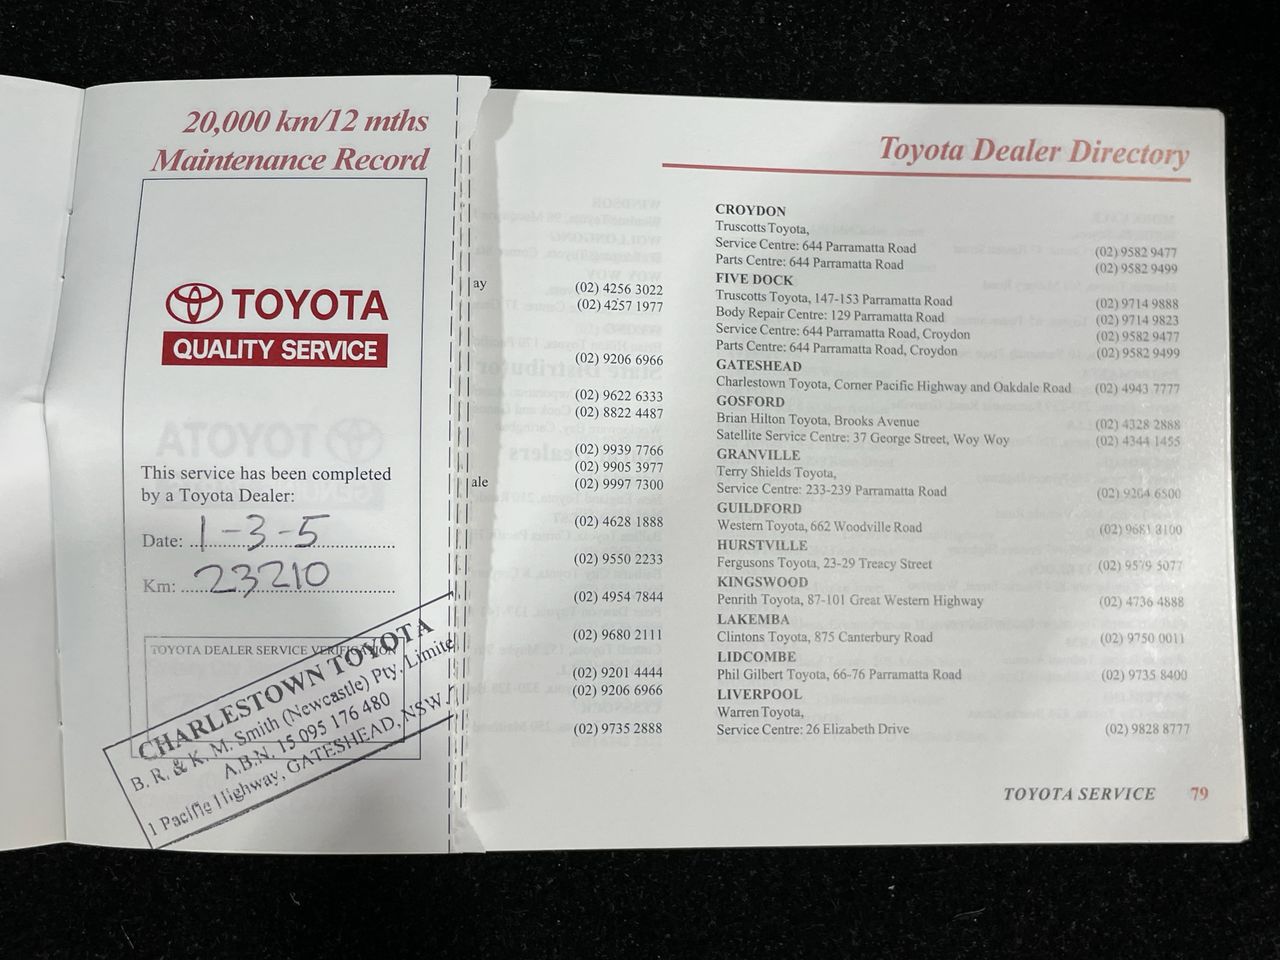 20,000 km/12 mths
Maintenance Record
TOYOTA
QUALITY SERVICE
This service has been completed
by a Toyota Dealer:
Date: 1-3-5
Km: 23210
TOYOTA DEALER SERVICE VERIFICATION
CHARLESTOWN TOYOTA
B. R. & K. M. Smith (Newcastle) Pty. Limite
A.B.N. 15 095 176 480
1 Pacific Highway, GATESHEAD, NSW
ay
(02) 4256 3022
(02) 4257 1977
(02) 9206 6966
(02) 9622 6333
(02) 8822 4487
(02) 9939 7766
(02) 9905 3977
ale (02) 9997 7300
(02) 4628 1888
(02) 9550 2233
(02) 4954 7844
(02) 9680 2111
(02) 9201 4444
(02) 9206 6966
(02) 9735 2888
Toyota Dealer Directory
CROYDON
Truscotts Toyota,
Service Centre: 644 Parramatta Road (02) 9582 9477
Parts Centre: 644 Parramatta Road (02) 9582 9499
FIVE DOCK
Truscotts Toyota, 147-153 Parramatta Road (02) 9714 9888
Body Repair Centre: 129 Parramatta Road (02) 9714 9823
Service Centre: 644 Parramatta Road, Croydon (02) 9582 9477
Parts Centre: 644 Parramatta Road, Croydon (02) 9582 9499
GATESHEAD
Charlestown Toyota, Corner Pacific Highway and Oakdale Road (02) 4943 7777
GOSFORD
Brian Hilton Toyota, Brooks Avenue (02) 4328 2888
Satellite Service Centre: 37 George Street, Woy Woy (02) 4344 1455
GRANVILLE
Terry Shields Toyota,
Service Centre: 233-239 Parramatta Road (02) 9264 6500
GUILDFORD
Western Toyota, 662 Woodville Road (02) 9681 3100
HURSTVILLE
Fergusons Toyota, 23-29 Treacy Street (02) 9579 5077
KINGSWOOD
Penrith Toyota, 87-101 Great Western Highway (02) 4736 4888
LAKEMBA
Clintons Toyota, 875 Canterbury Road (02) 9750 0011
LIDCOMBE
Phil Gilbert Toyota, 66-76 Parramatta Road (02) 9735 8400
LIVERPOOL
Warren Toyota,
Service Centre: 26 Elizabeth Drive (02) 9828 8777
TOYOTA SERVICE 79